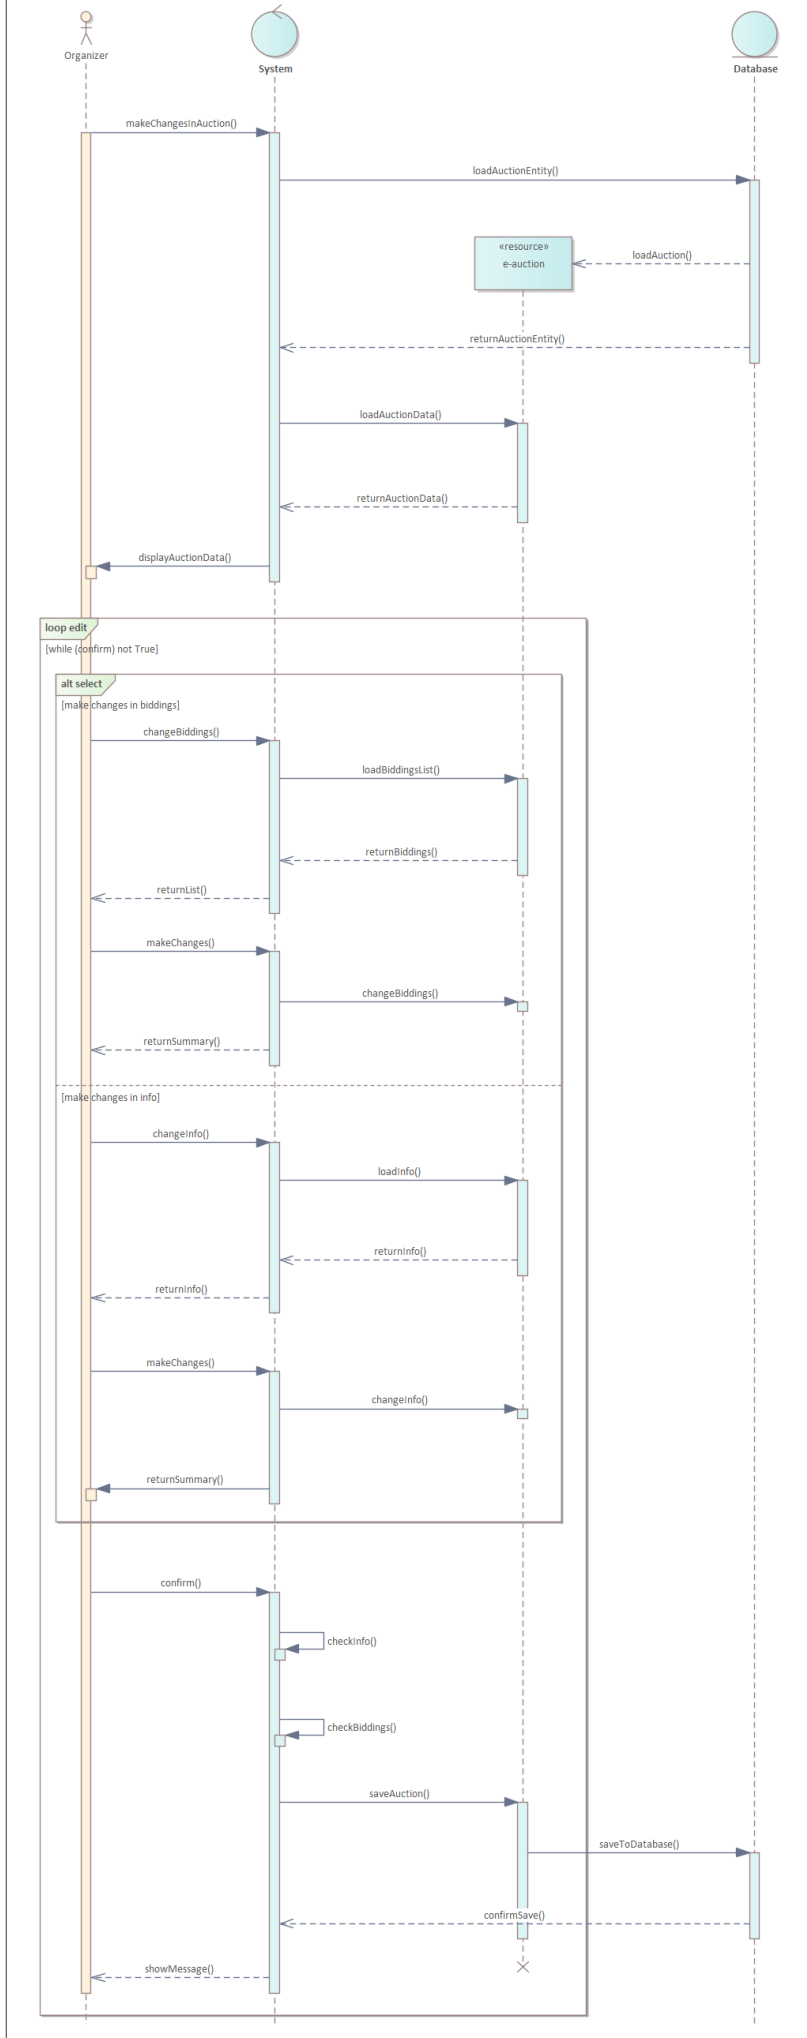 Organizer
System
Database
makeChangesInAuction()
loadAuctionEntity()
«resource»
e-auction
loadAuction()
returnAuctionEntity()
loadAuctionData()
returnAuctionData()
displayAuctionData()
loop edit
[while (confirm) not True]
alt select
[make changes in biddings]
changeBiddings()
loadBiddingsList()
returnBiddings()
returnList()
makeChanges()
changeBiddings()
returnSummary()
[make changes in info]
changeInfo()
loadInfo()
returnInfo()
returnInfo()
makeChanges()
changeInfo()
returnSummary()
confirm()
checkInfo()
checkBiddings()
saveAuction()
saveToDatabase()
confirmSave()
showMessage()